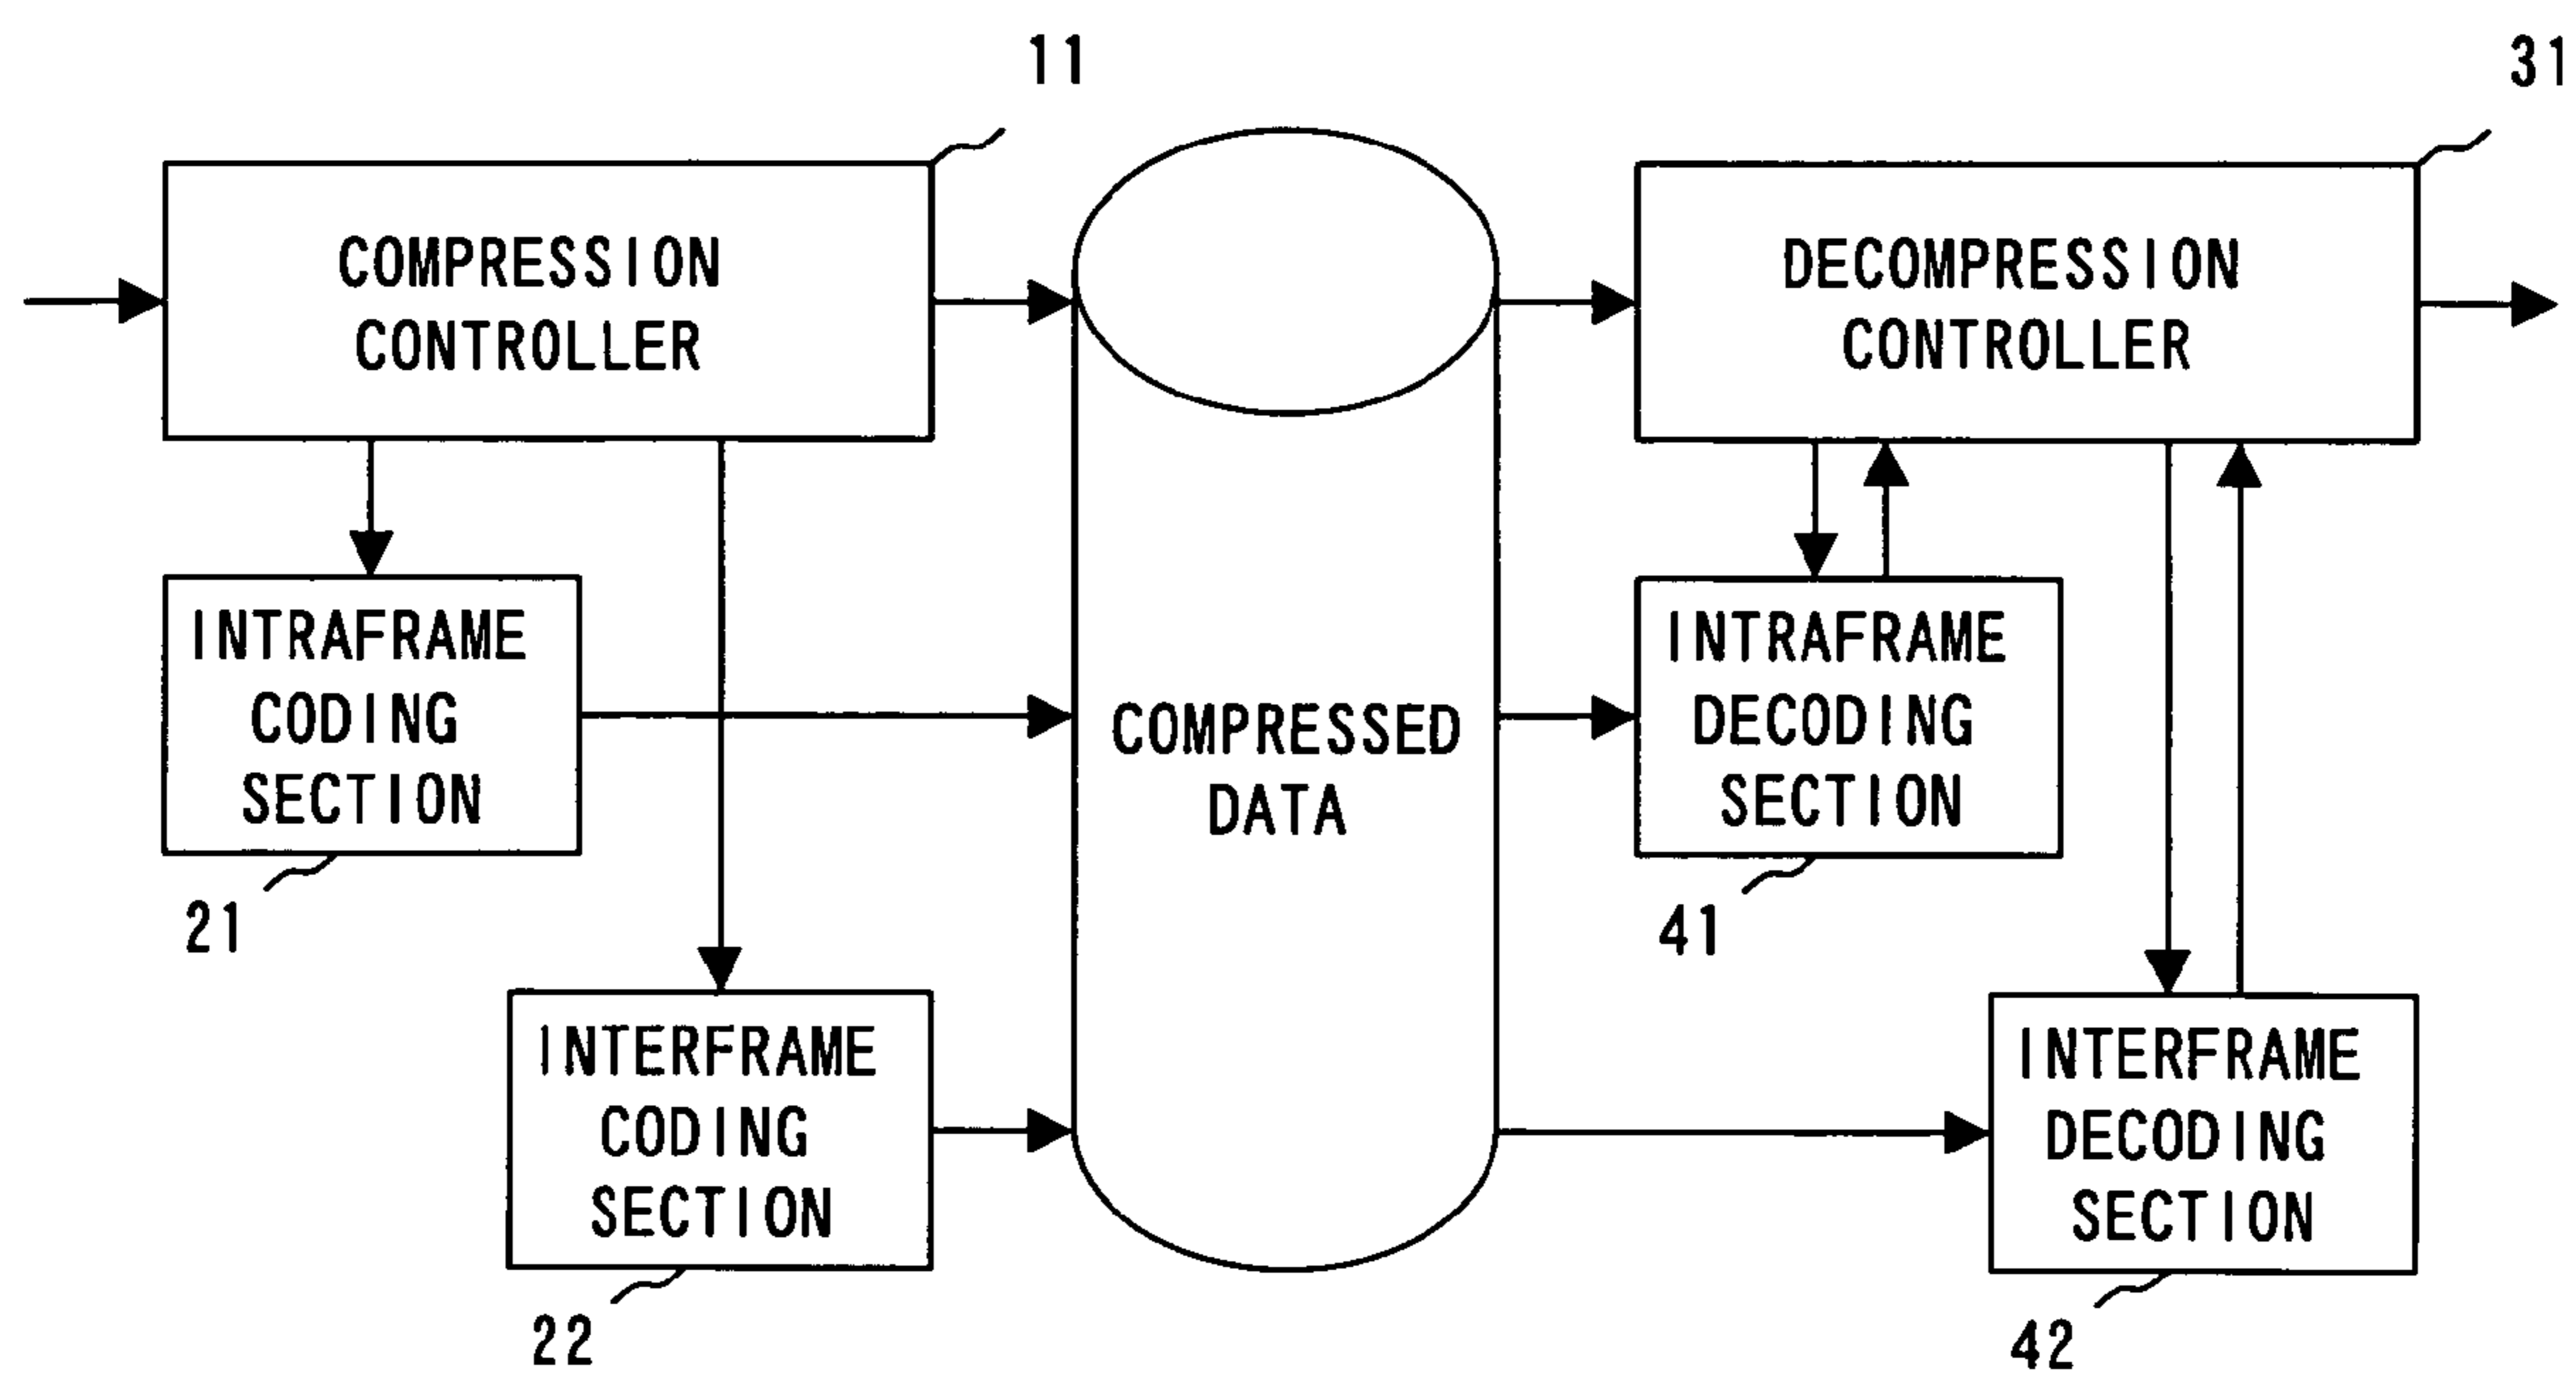 11
31
COMPRESSION
CONTROLLER
DECOMPRESSION
CONTROLLER
INTRAFRAME
CODING
SECTION
21
COMPRESSED
DATA
INTRAFRAME
DECODING
SECTION
41
INTERFRAME
CODING
SECTION
22
INTERFRAME
DECODING
SECTION
42